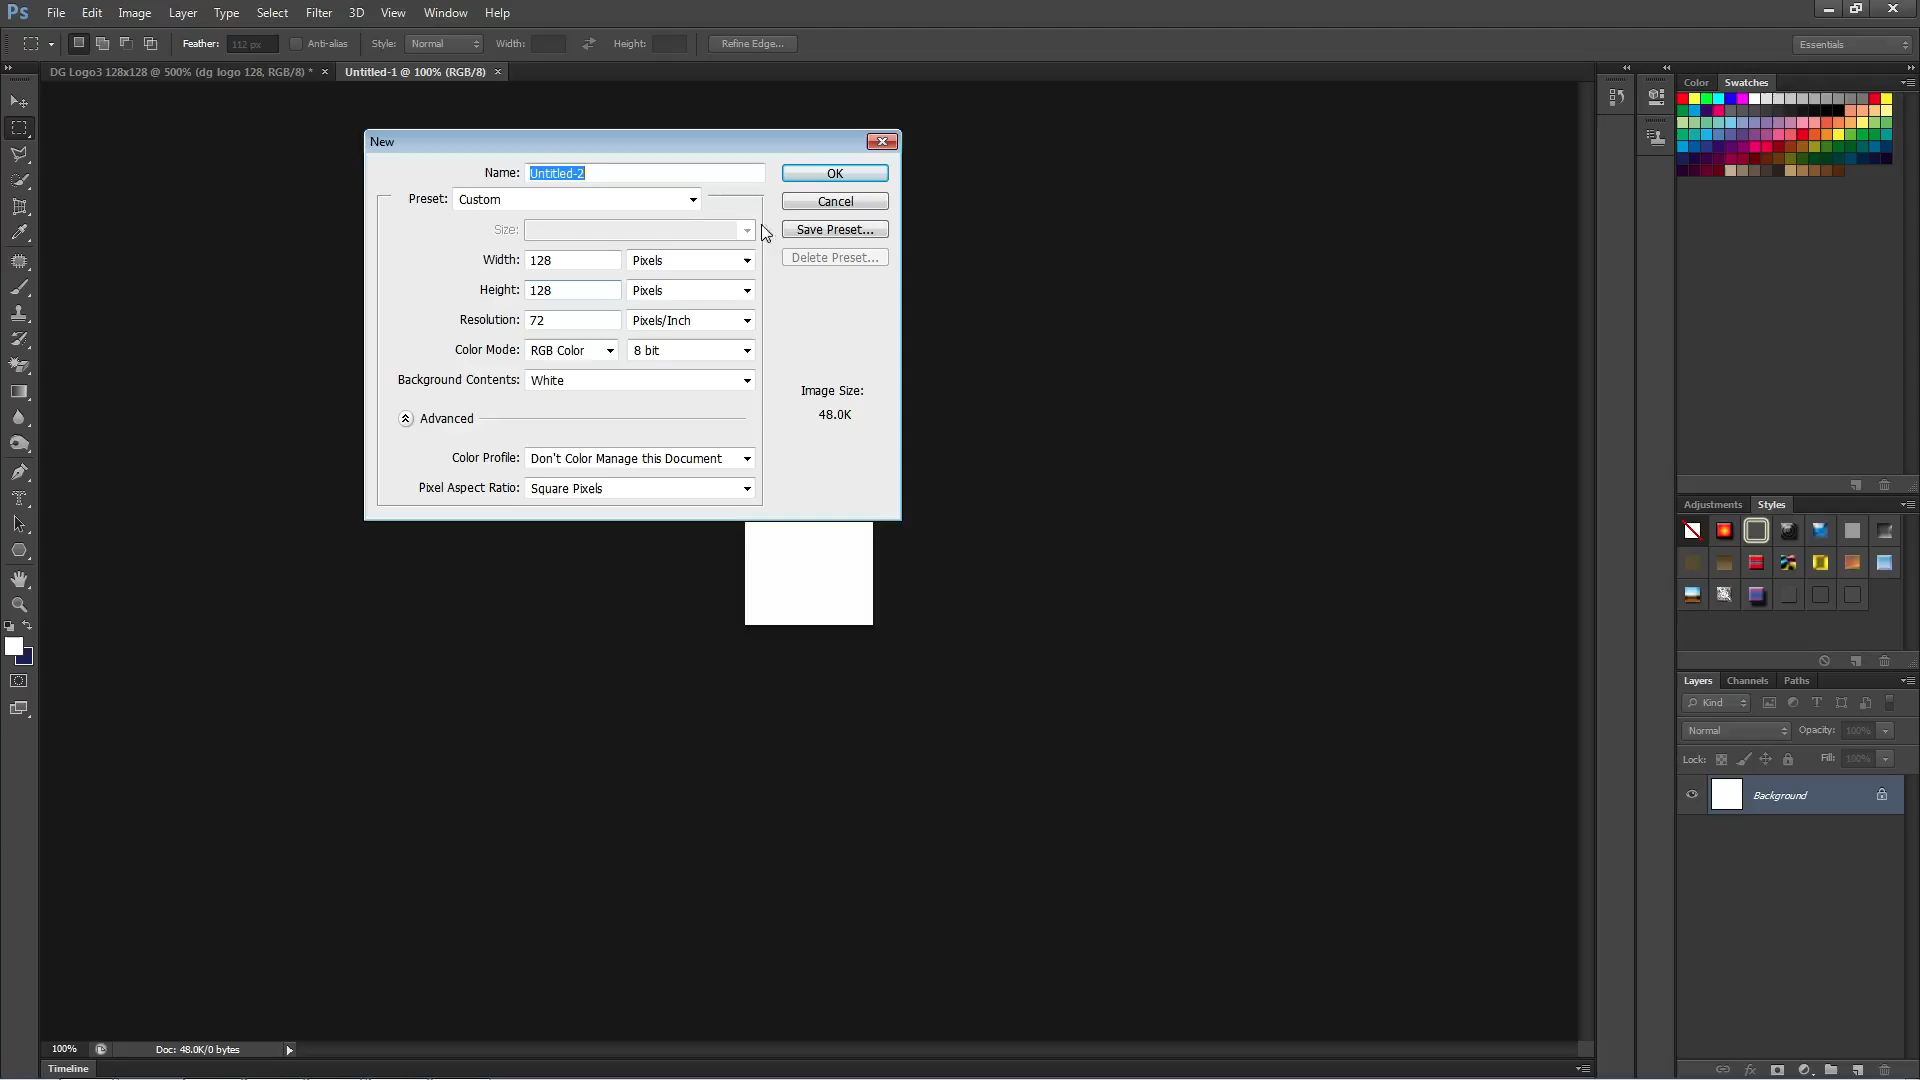 Ps File Edit Image Layer Type Select Filter 3D View Window Help
Feather: 112 px Anti-alias Style: Normal Width: Height: Refine Edge... Essentials
DG Logo3 128x128 @ 500% (dg logo 128, RGB/8) * × Untitled-1 @ 100% (RGB/8) ×
Color Swatches
New
Name: Untitled-2 OK
Preset: Custom Cancel
Size: Save Preset...
Width: 128 Pixels Delete Preset...
Height: 128 Pixels
Resolution: 72 Pixels/Inch
Color Mode: RGB Color 8 bit
Background Contents: White
Image Size:
48.0K
Advanced
Color Profile: Don't Color Manage this Document
Pixel Aspect Ratio: Square Pixels
Adjustments Styles
Layers Channels Paths
Kind
Normal Opacity: 100%
Lock: Fill: 100%
Background
100% Doc: 48.0K/0 bytes
Timeline